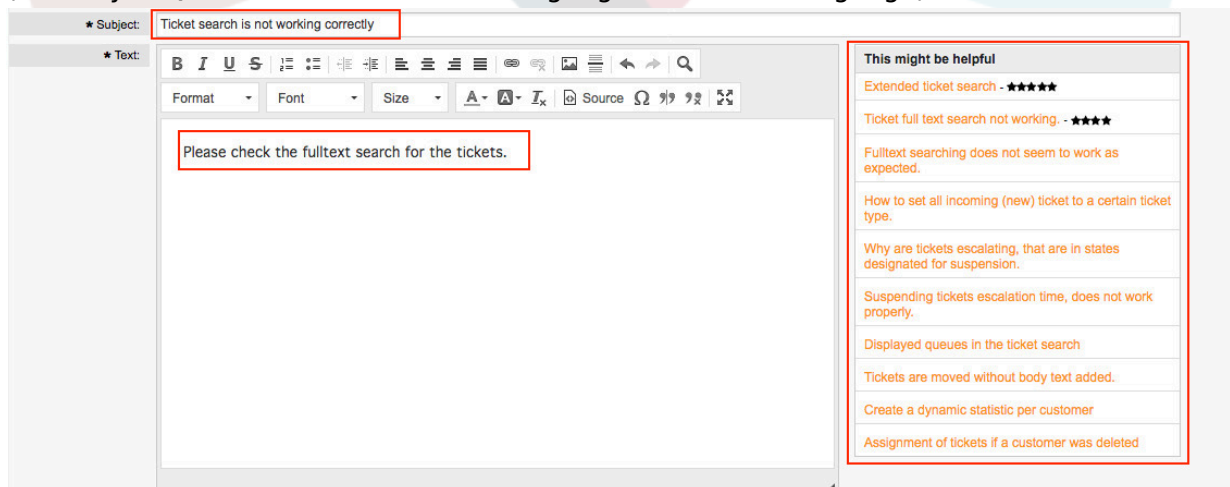 ★ Subject: Ticket search is not working correctly
★ Text:
B I U S
Format Font Size A A Ix Source Ω
Please check the fulltext search for the tickets.
This might be helpful
Extended ticket search - ★★★★★
Ticket full text search not working. - ★★★★
Fulltext searching does not seem to work as
expected.
How to set all incoming (new) ticket to a certain ticket
type.
Why are tickets escalating, that are in states
designated for suspension.
Suspending tickets escalation time, does not work
properly.
Displayed queues in the ticket search
Tickets are moved without body text added.
Create a dynamic statistic per customer
Assignment of tickets if a customer was deleted